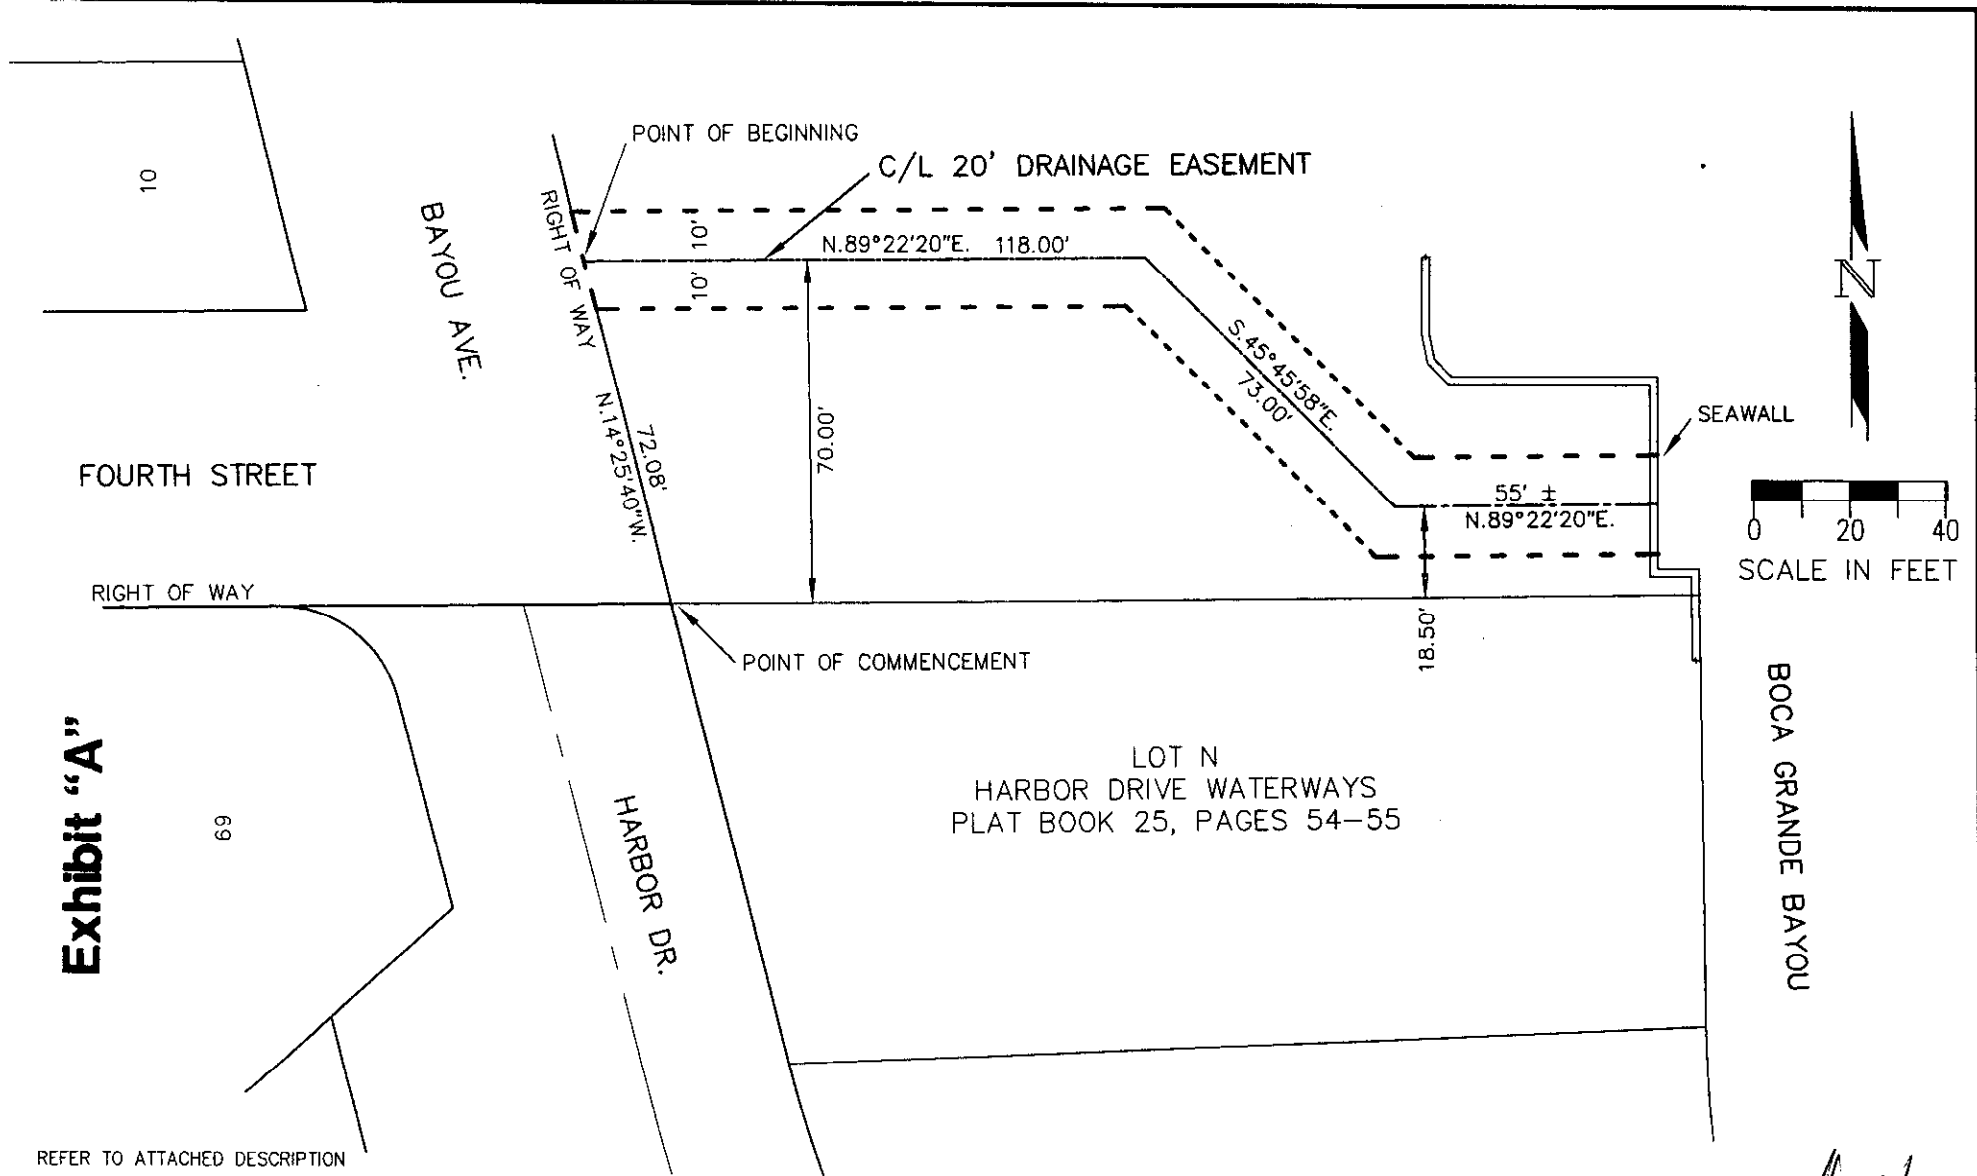 POINT OF BEGINNING
C/L 20' DRAINAGE EASEMENT
10
BAYOU AVE.
RIGHT OF WAY
10'
10'
N.89°22'20"E. 118.00'
N
S.45°45'58"E.
73.00'
70.00'
72.08'
N.14°25'40"W.
SEAWALL
FOURTH STREET
55' ±
N.89°22'20"E.
0 20 40
SCALE IN FEET
RIGHT OF WAY
18.50'
POINT OF COMMENCEMENT
Exhibit "A"
69
HARBOR DR.
LOT N
HARBOR DRIVE WATERWAYS
PLAT BOOK 25, PAGES 54-55
BOCA GRANDE BAYOU
REFER TO ATTACHED DESCRIPTION